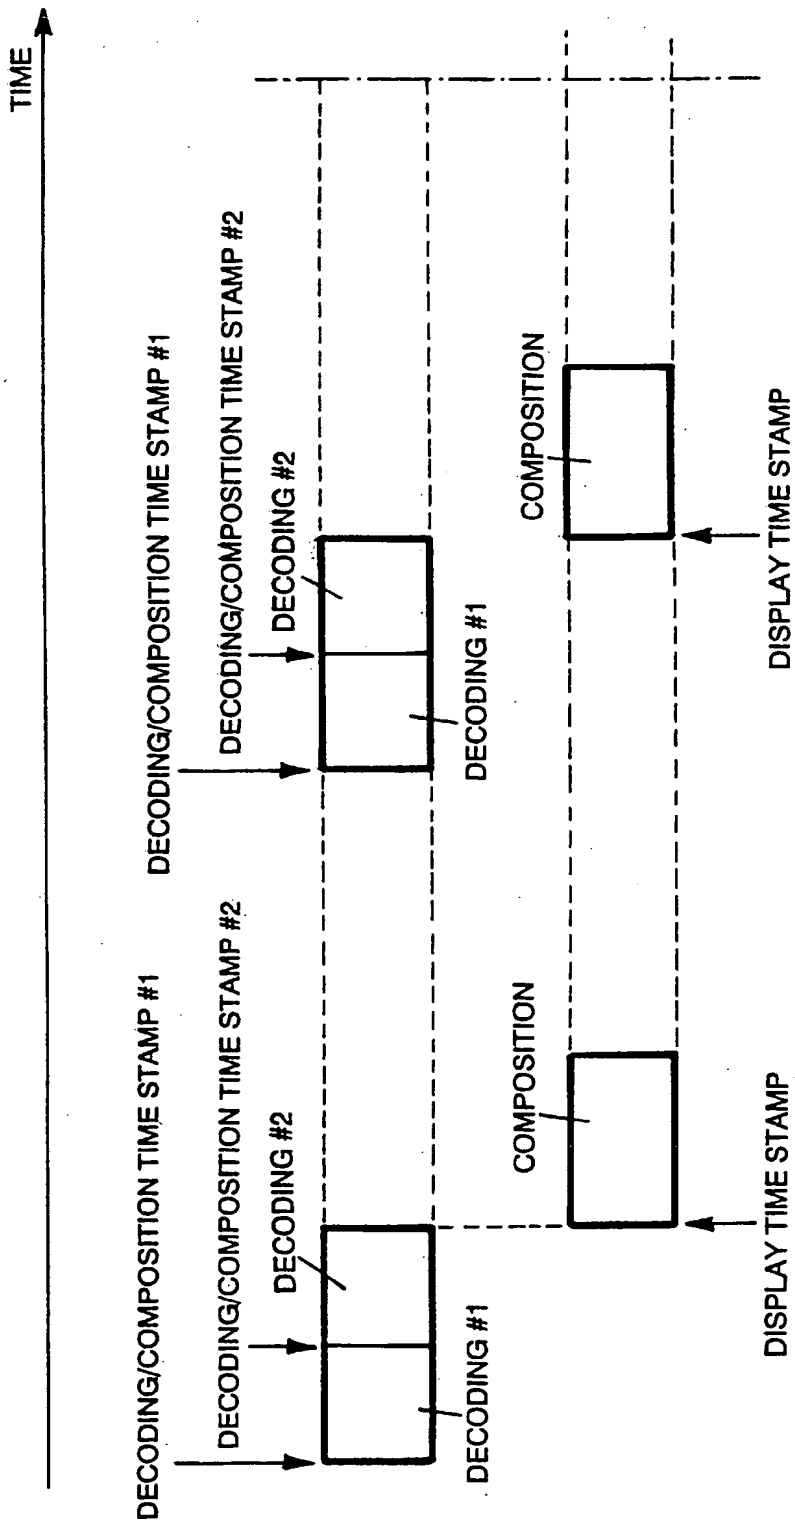 TIME
DECODING/COMPOSITION TIME STAMP #1
DECODING/COMPOSITION TIME STAMP #2
DECODING #2
DECODING #1
COMPOSITION
DISPLAY TIME STAMP
DECODING/COMPOSITION TIME STAMP #1
DECODING/COMPOSITION TIME STAMP #2
DECODING #2
DECODING #1
COMPOSITION
DISPLAY TIME STAMP